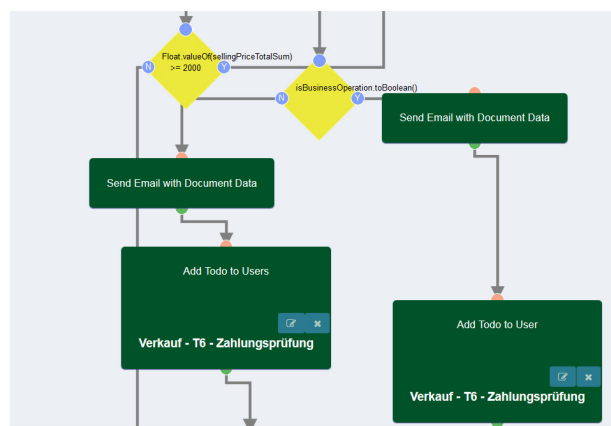 Float.valueOf(sellingPriceTotalSum)
N >= 2000 Y
isBusinessOperation.toBoolean()
N Y
Send Email with Document Data
Send Email with Document Data
Add Todo to Users
Verkauf - T6 - Zahlungsprüfung
Add Todo to User
Verkauf - T6 - Zahlungsprüfung